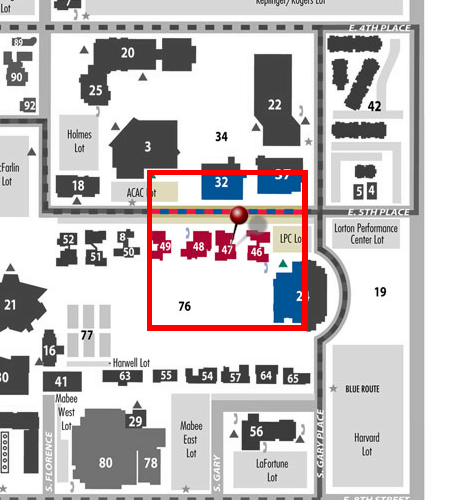 Lot
Replinger/Rogers Lot
E. 4TH PLACE
89
20
90
25
22
42
92
34
Holmes
Lot
3
cFarlin
Lot
18
ACAC Lot
32
37
5 4
E. 5TH PLACE
Lorton Performance
Center Lot
52
51
8
50
49
48
47
46
LPC Lot
21
76
24
19
77
16
Harwell Lot
30
41
63
55
54
57
64
65
BLUE ROUTE
Mabee
West
Lot
29
Mabee
East
Lot
56
80
78
LaFortune
Lot
Harvard
Lot
S. FLORENCE
S. GARY
S. GARY PLACE
E. 8TH STREET